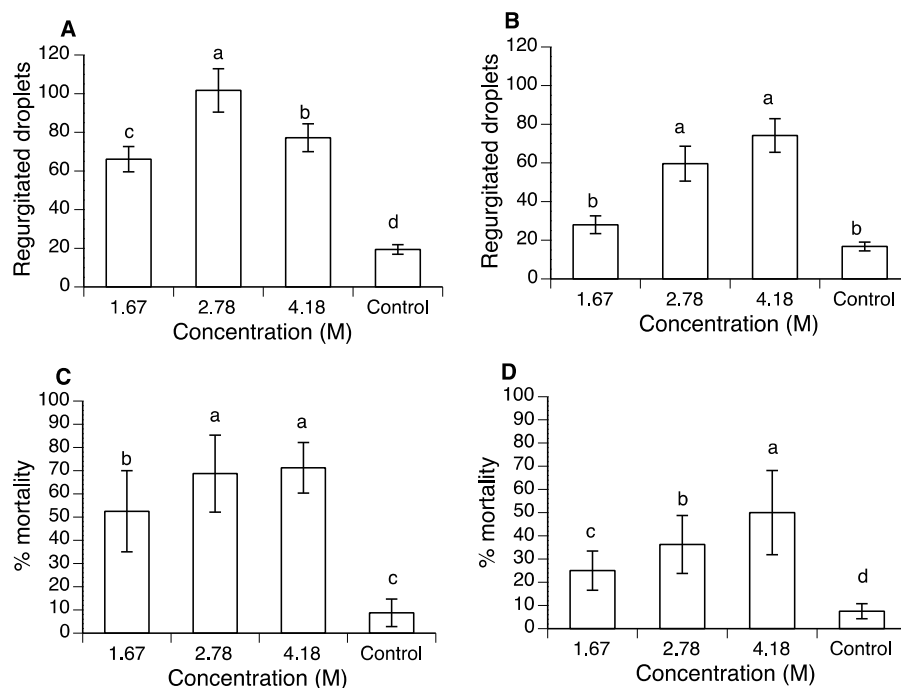 A
Regurgitated droplets
120
100
80
60
40
20
0
c
a
b
d
1.67 2.78 4.18 Control
Concentration (M)
B
Regurgitated droplets
120
100
80
60
40
20
0
b
a
a
b
1.67 2.78 4.18 Control
Concentration (M)
C
% mortality
100
90
80
70
60
50
40
30
20
10
0
b
a
a
c
1.67 2.78 4.18 Control
Concentration (M)
D
% mortality
100
90
80
70
60
50
40
30
20
10
0
c
b
a
d
1.67 2.78 4.18 Control
Concentration (M)